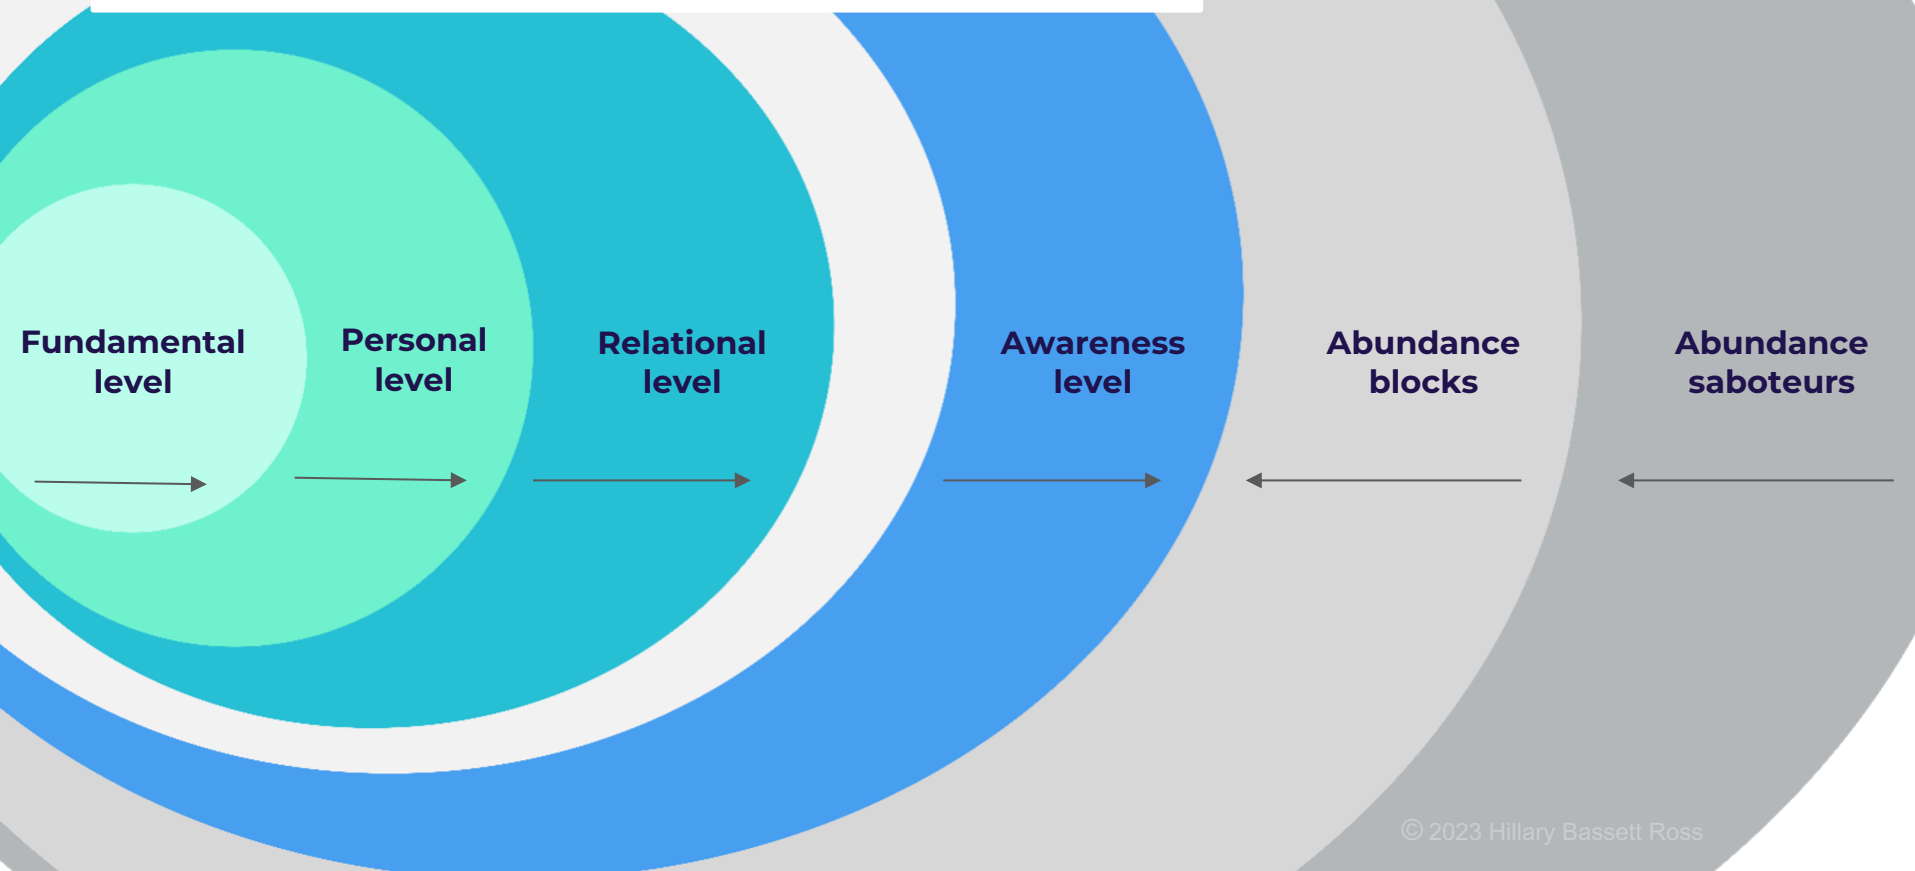 Fundamental
level
Personal
level
Relational
level
Awareness
level
Abundance
blocks
Abundance
saboteurs
© 2023 Hillary Bassett Ross